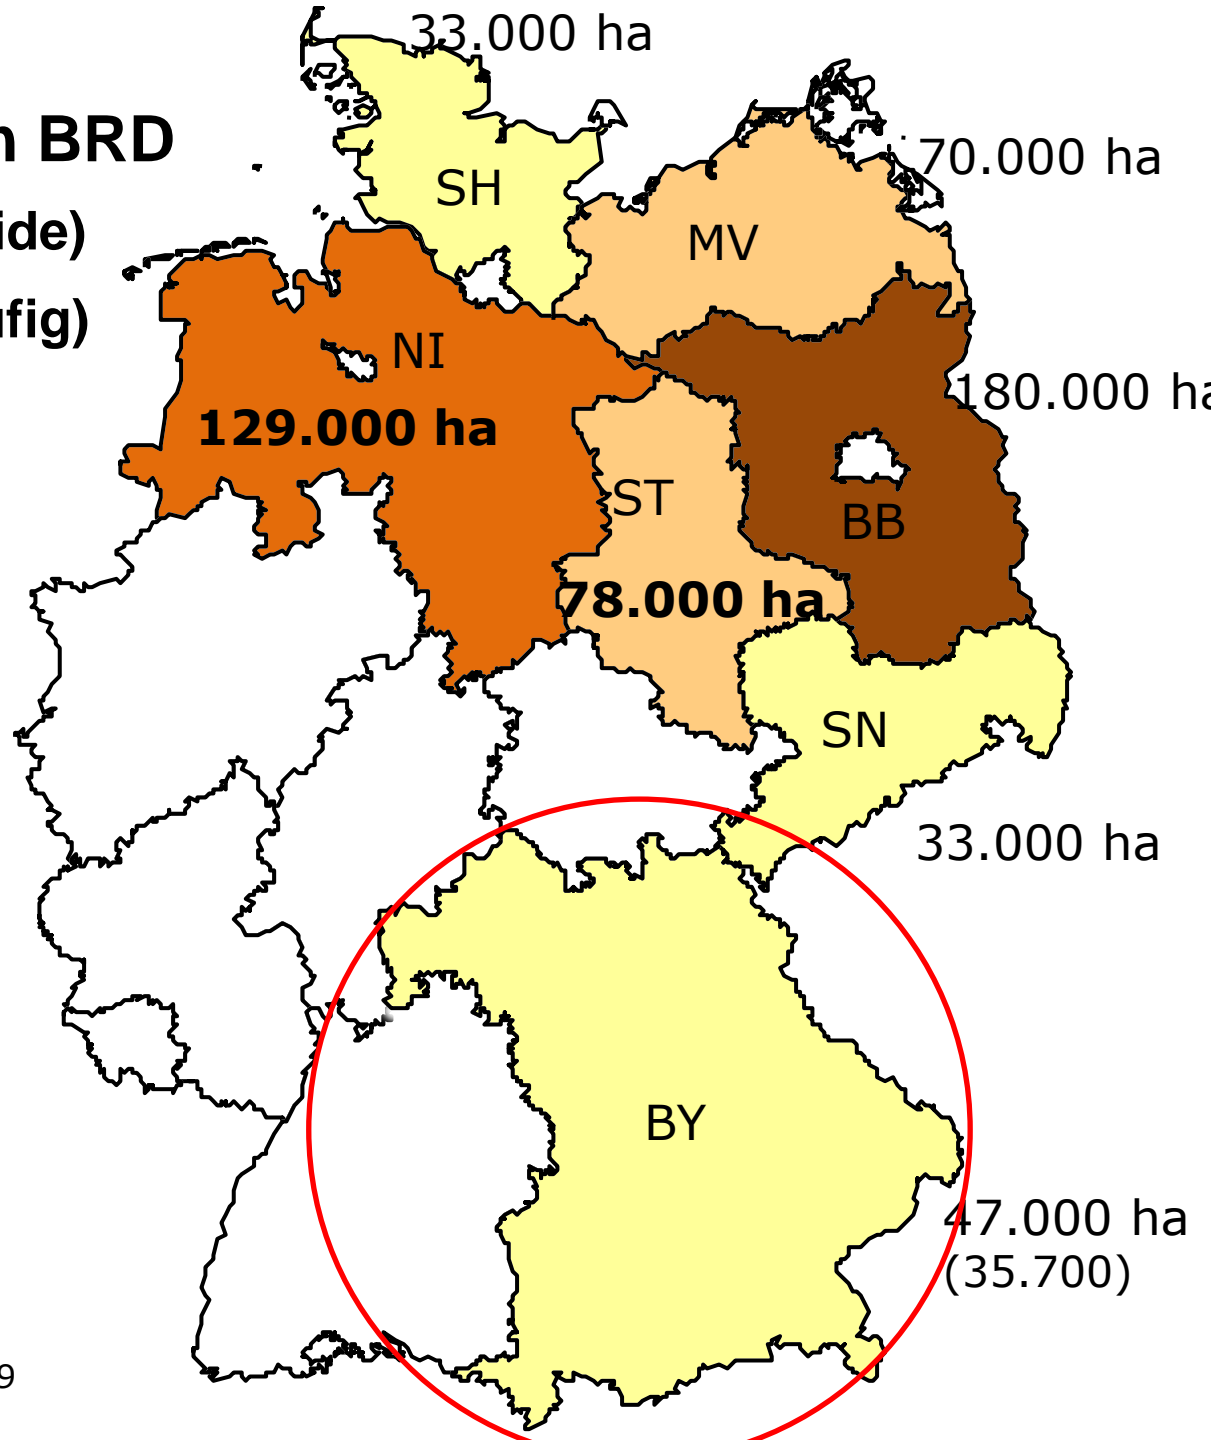 33.000 ha
n BRD
70.000 ha
SH
ide)
MV
ufig)
NI
180.000 ha
129.000 ha
ST
BB
78.000 ha
SN
33.000 ha
BY
47.000 ha
(35.700)
9